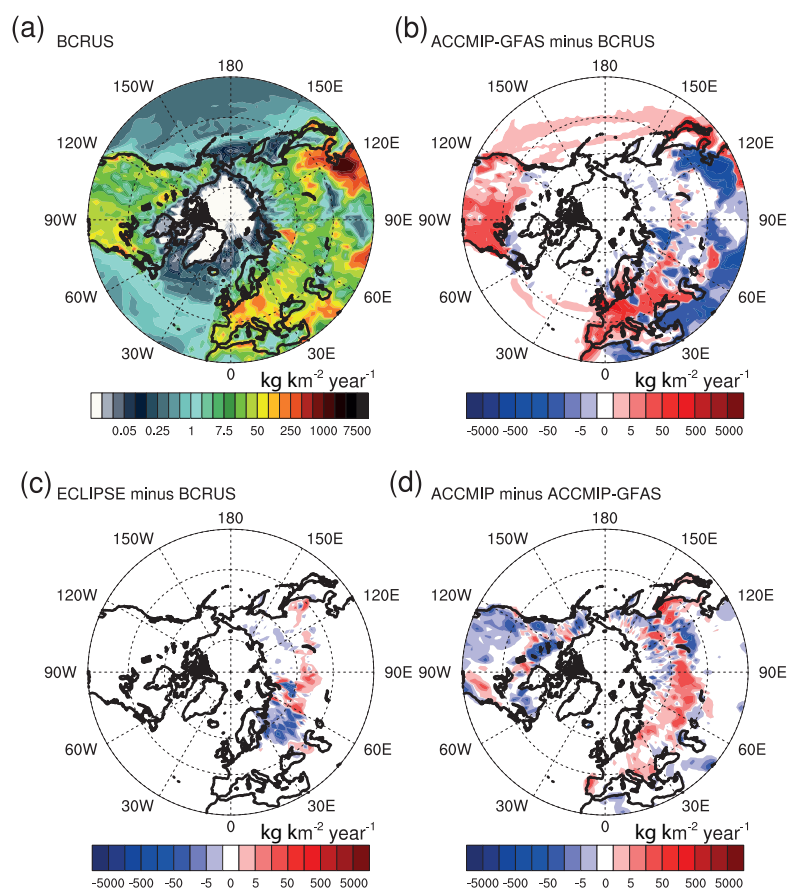 (a) BCRUS
180
150W 150E
120W 120E
90W 90E
60W 60E
30W 30E
0
kg km-2 year-1
0.05 0.25 1 7.5 50 250 1000 7500
(b) ACCMIP-GFAS minus BCRUS
180
150W 150E
120W 120E
90W 90E
60W 60E
30W 30E
0
kg km-2 year-1
-5000 -500 -50 -5 0 5 50 500 5000
(c) ECLIPSE minus BCRUS
180
150W 150E
120W 120E
90W 90E
60W 60E
30W 30E
0
kg km-2 year-1
-5000 -500 -50 -5 0 5 50 500 5000
(d) ACCMIP minus ACCMIP-GFAS
180
150W 150E
120W 120E
90W 90E
60W 60E
30W 30E
0
kg km-2 year-1
-5000 -500 -50 -5 0 5 50 500 5000